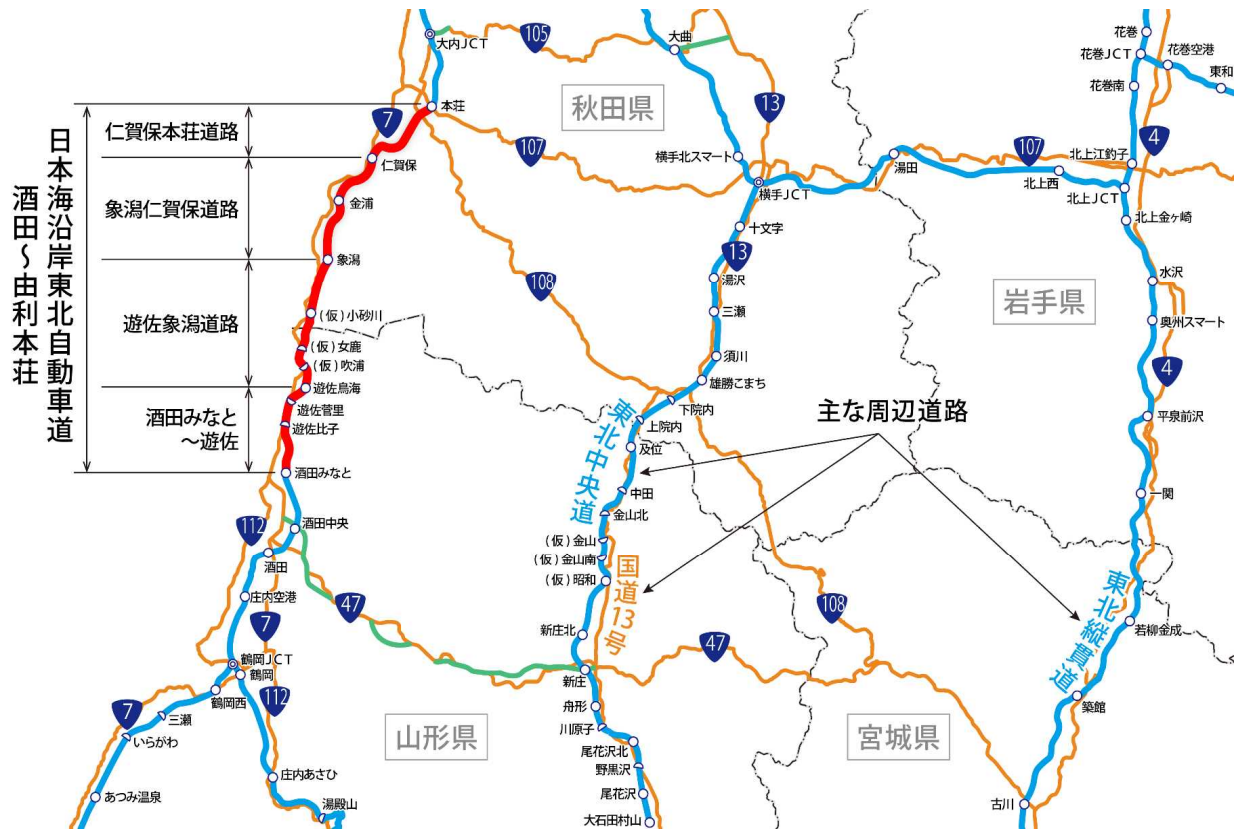 日本海沿岸東北自動車道
酒田～由利本荘
仁賀保本荘道路
象潟仁賀保道路
遊佐象潟道路
酒田みなと
～遊佐
大内JCT
本荘
仁賀保
金浦
象潟
(仮)小砂川
(仮)女鹿
(仮)吹浦
遊佐鳥海
遊佐菅里
遊佐比子
酒田みなと
酒田中央
酒田
庄内空港
鶴岡JCT
鶴岡
鶴岡西
三瀬
いらがわ
あつみ温泉
庄内あさひ
湯殿山
7
105
107
108
112
47
7
112
7
秋田県
大曲
13
横手北スマート
横手JCT
十文字
13
湯沢
三瀬
須川
雄勝こまち
下院内
上院内
及位
中田
金山北
(仮)金山
(仮)金山南
(仮)昭和
新庄北
新庄
舟形
川原子
尾花沢北
野黒沢
尾花沢
大石田村山
東北中央道
国道13号
主な周辺道路
山形県
47
108
宮城県
湯田
107
北上西
北上JCT
北上江釣子
花巻
花巻JCT
花巻空港
東和
花巻南
4
北上金ヶ崎
水沢
岩手県
奥州スマート
4
平泉前沢
一関
東北縦貫道
若柳金成
築館
古川